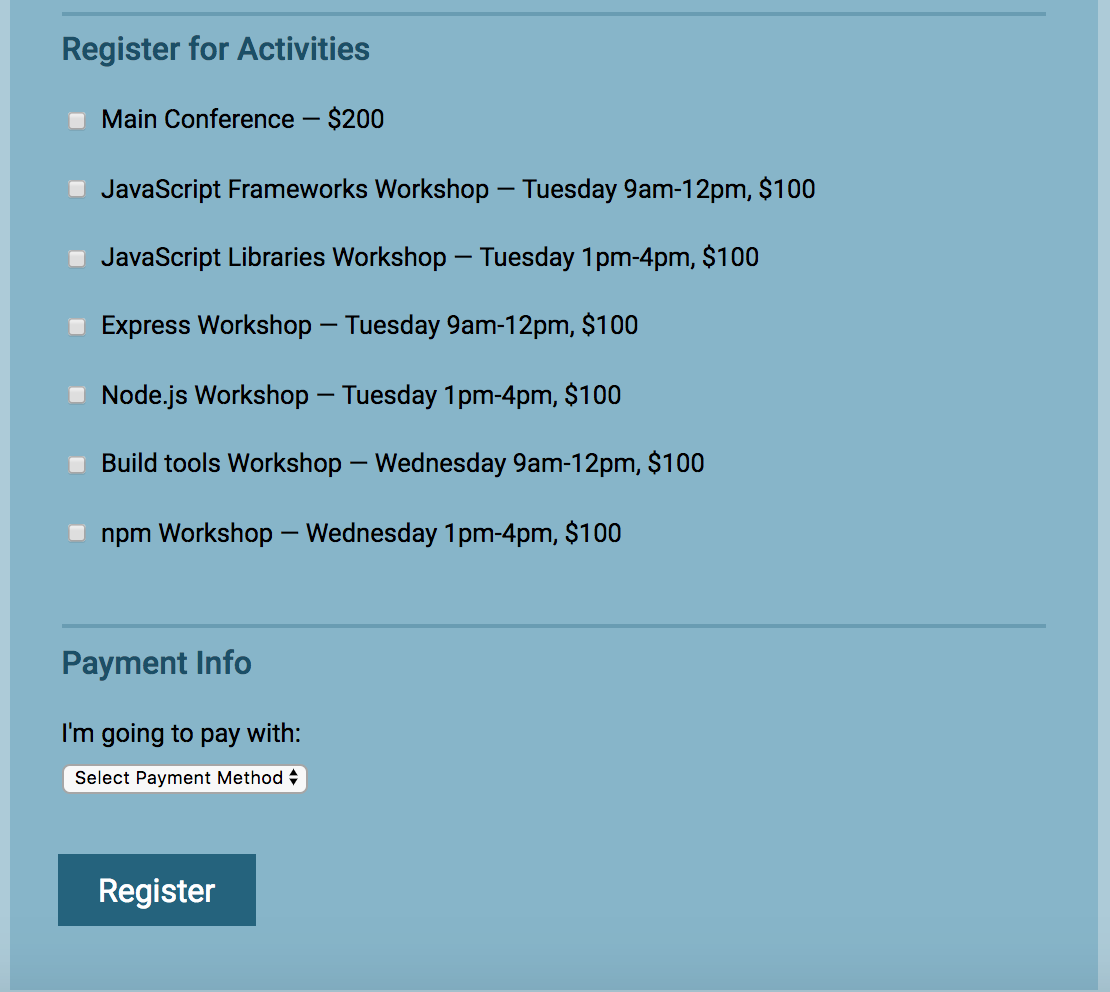 Register for Activities
Main Conference — $200
JavaScript Frameworks Workshop — Tuesday 9am-12pm, $100
JavaScript Libraries Workshop — Tuesday 1pm-4pm, $100
Express Workshop — Tuesday 9am-12pm, $100
Node.js Workshop — Tuesday 1pm-4pm, $100
Build tools Workshop — Wednesday 9am-12pm, $100
npm Workshop — Wednesday 1pm-4pm, $100
Payment Info
I'm going to pay with:
Select Payment Method
Register